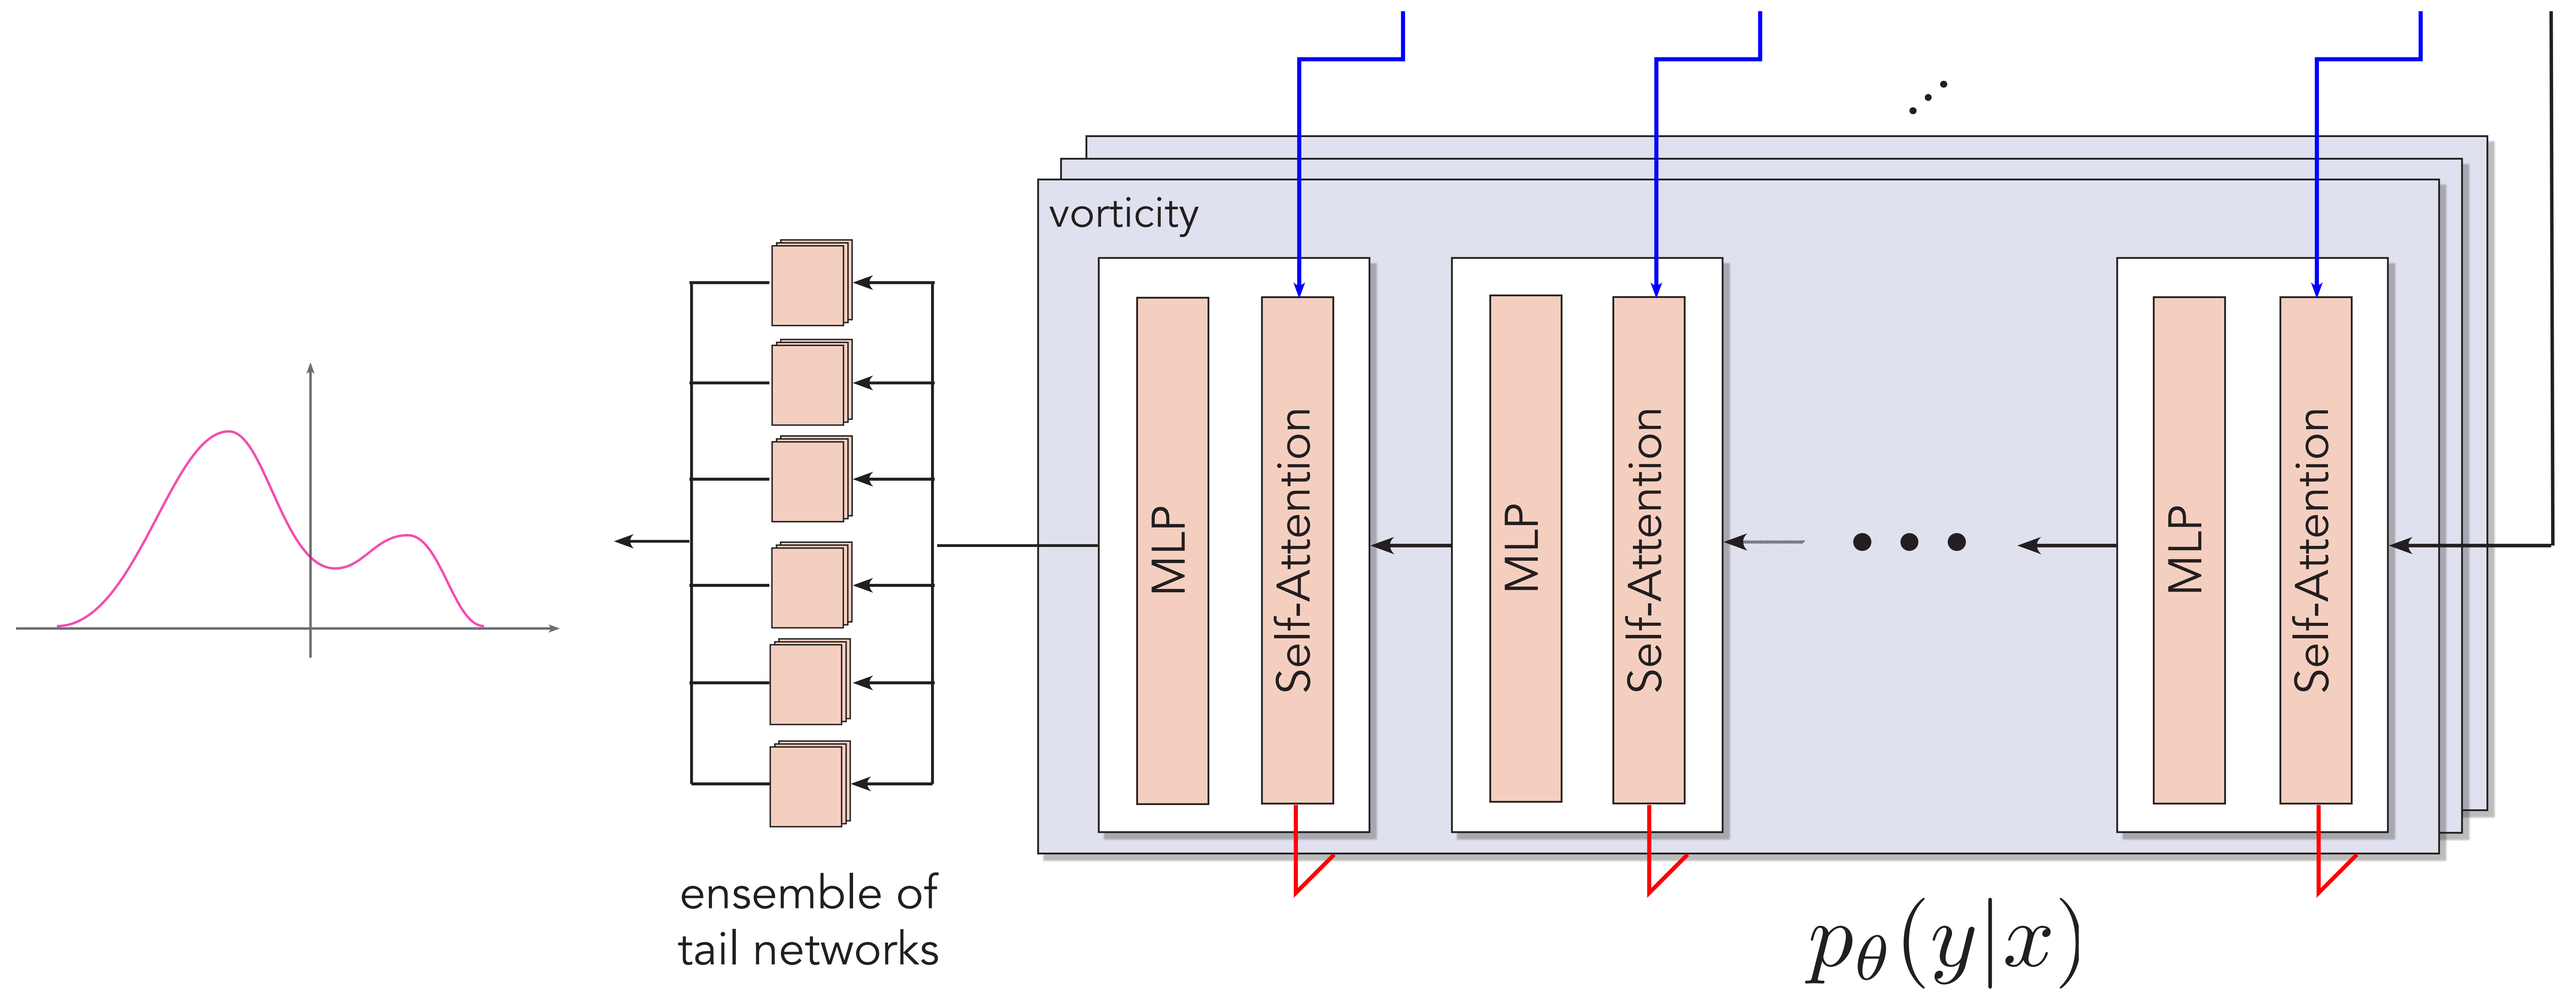 vorticity
MLP
Self-Attention
MLP
Self-Attention
MLP
Self-Attention
ensemble of
tail networks
pθ(y|x)